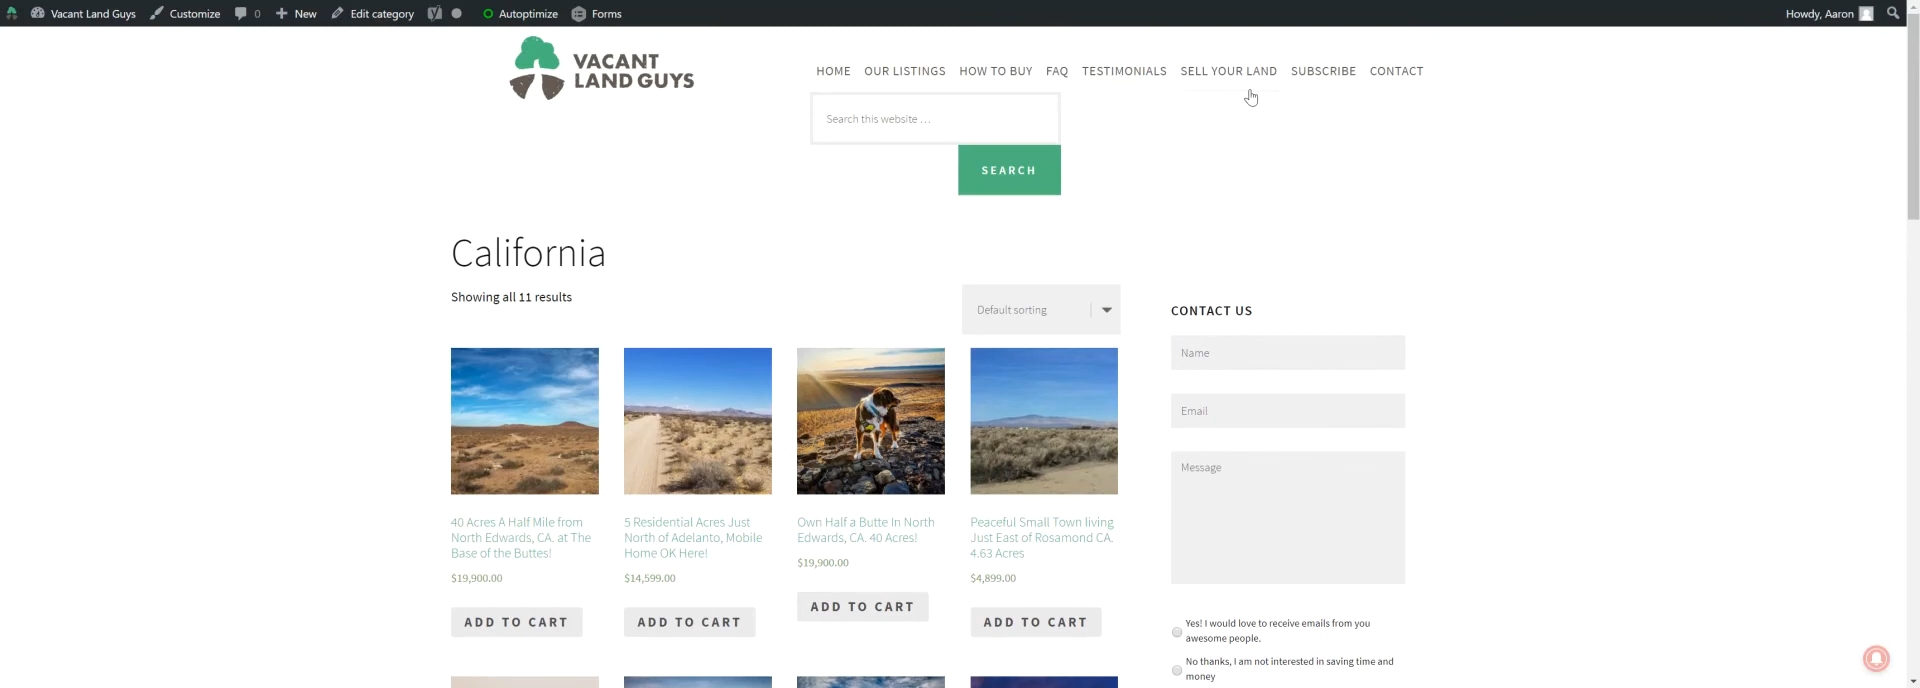 Vacant Land Guys Customize 0 New Edit category Autoptimize Forms Howdy, Aaron
VACANT
LAND GUYS
HOME OUR LISTINGS HOW TO BUY FAQ TESTIMONIALS SELL YOUR LAND SUBSCRIBE CONTACT
Search this website ...
SEARCH
California
Showing all 11 results
Default sorting
40 Acres A Half Mile from
North Edwards, CA. at The
Base of the Buttes!
$19,900.00
ADD TO CART
5 Residential Acres Just
North of Adelanto, Mobile
Home OK Here!
$14,599.00
ADD TO CART
Own Half a Butte In North
Edwards, CA. 40 Acres!
$19,900.00
ADD TO CART
Peaceful Small Town living
Just East of Rosamond CA.
4.63 Acres
$4,899.00
ADD TO CART
CONTACT US
Name
Email
Message
Yes! I would love to receive emails from you
awesome people.
No thanks, I am not interested in saving time and
money